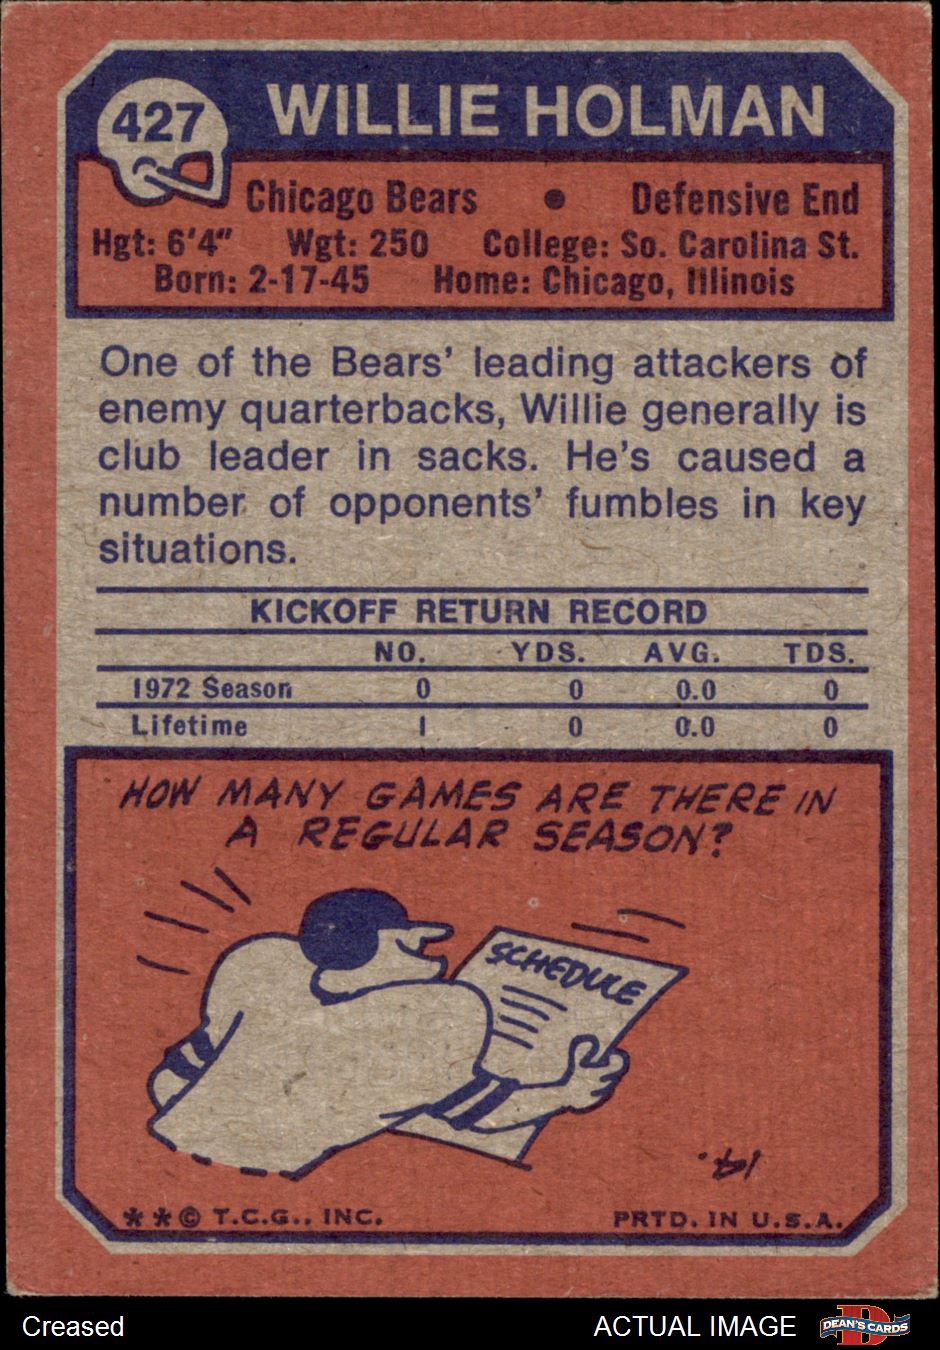 427
WILLIE HOLMAN
Chicago Bears • Defensive End
Hgt: 6'4" Wgt: 250 College: So. Carolina St.
Born: 2-17-45 Home: Chicago, Illinois
One of the Bears' leading attackers of
enemy quarterbacks, Willie generally is
club leader in sacks. He's caused a
number of opponents' fumbles in key
situations.
KICKOFF RETURN RECORD
NO. YDS. AVG. TDS.
1972 Season 0 0 0.0 0
Lifetime 1 0 0.0 0
HOW MANY GAMES ARE THERE IN
A REGULAR SEASON?
SCHEDULE
14.
**© T.C.G., INC. PRTD. IN U.S.A.
Creased
ACTUAL IMAGE
DEAN'S CARDS